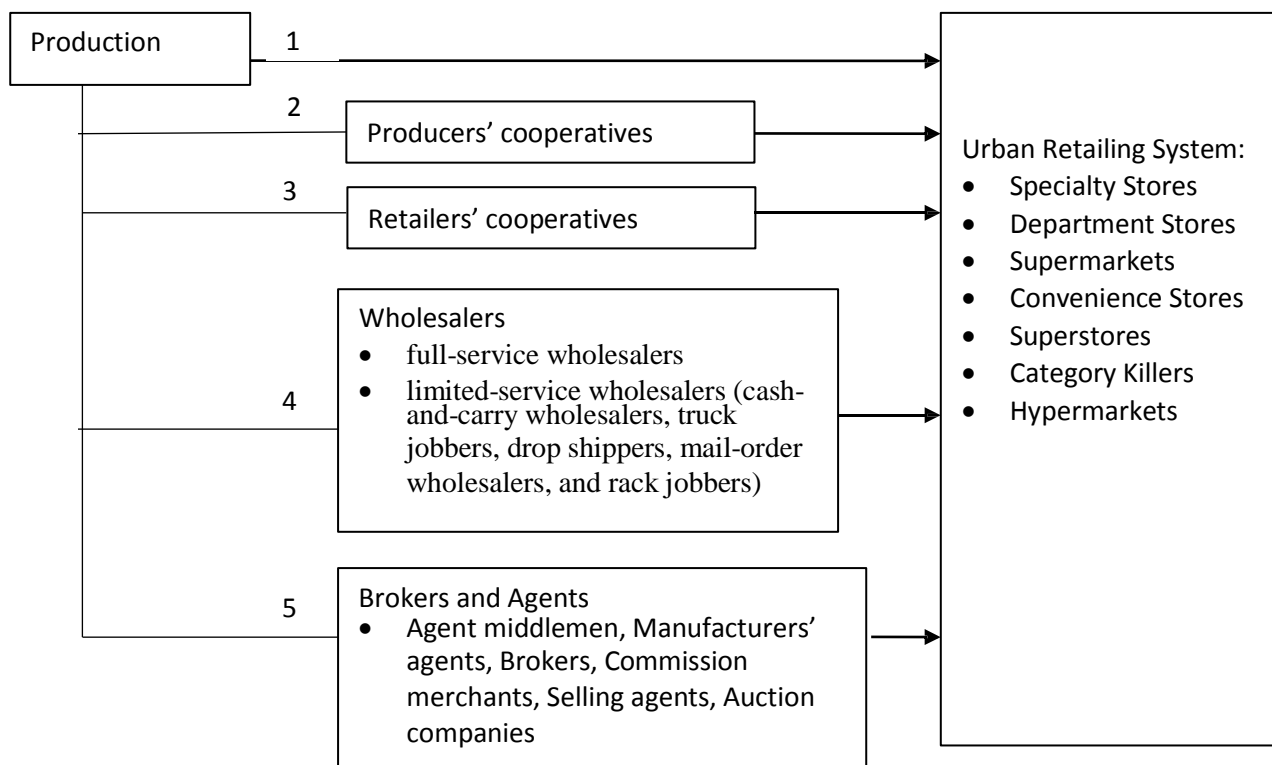 Production
1
2
Producers’ cooperatives
3
Retailers’ cooperatives
4
Wholesalers
• full-service wholesalers
• limited-service wholesalers (cash-
and-carry wholesalers, truck
jobbers, drop shippers, mail-order
wholesalers, and rack jobbers)
5
Brokers and Agents
• Agent middlemen, Manufacturers’
agents, Brokers, Commission
merchants, Selling agents, Auction
companies
Urban Retailing System:
• Specialty Stores
• Department Stores
• Supermarkets
• Convenience Stores
• Superstores
• Category Killers
• Hypermarkets